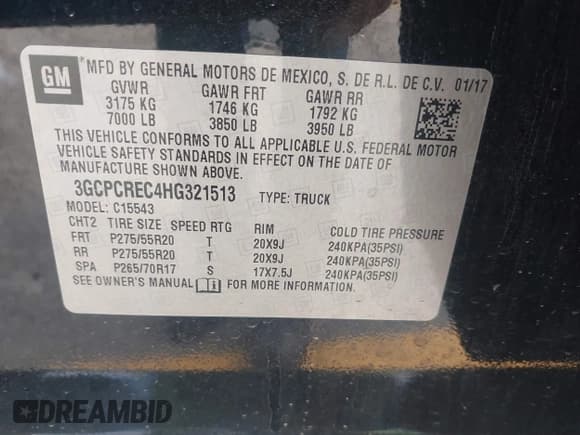 GM
*MFD BY GENERAL MOTORS DE MEXICO, S. DE R.L. DE C.V. 01/17
GVWR GAWR FRT GAWR RR
3175 KG 1746 KG 1792 KG
7000 LB 3850 LB 3950 LB
THIS VEHICLE CONFORMS TO ALL APPLICABLE U.S. FEDERAL MOTOR
VEHICLE SAFETY STANDARDS IN EFFECT ON THE DATE OF
MANUFACTURE SHOWN ABOVE.
3GCPCREC4HG321513 TYPE: TRUCK
MODEL: C15543
CHT2 TIRE SIZE SPEED RTG RIM COLD TIRE PRESSURE
FRT P275/55R20 T 20X9J 240KPA(35PSI)
RR P275/55R20 T 20X9J 240KPA(35PSI)
SPA P265/70R17 S 17X7.5J 240KPA(35PSI)
SEE OWNER'S MANUAL FOR MORE INFORMATION.
DREAMBID